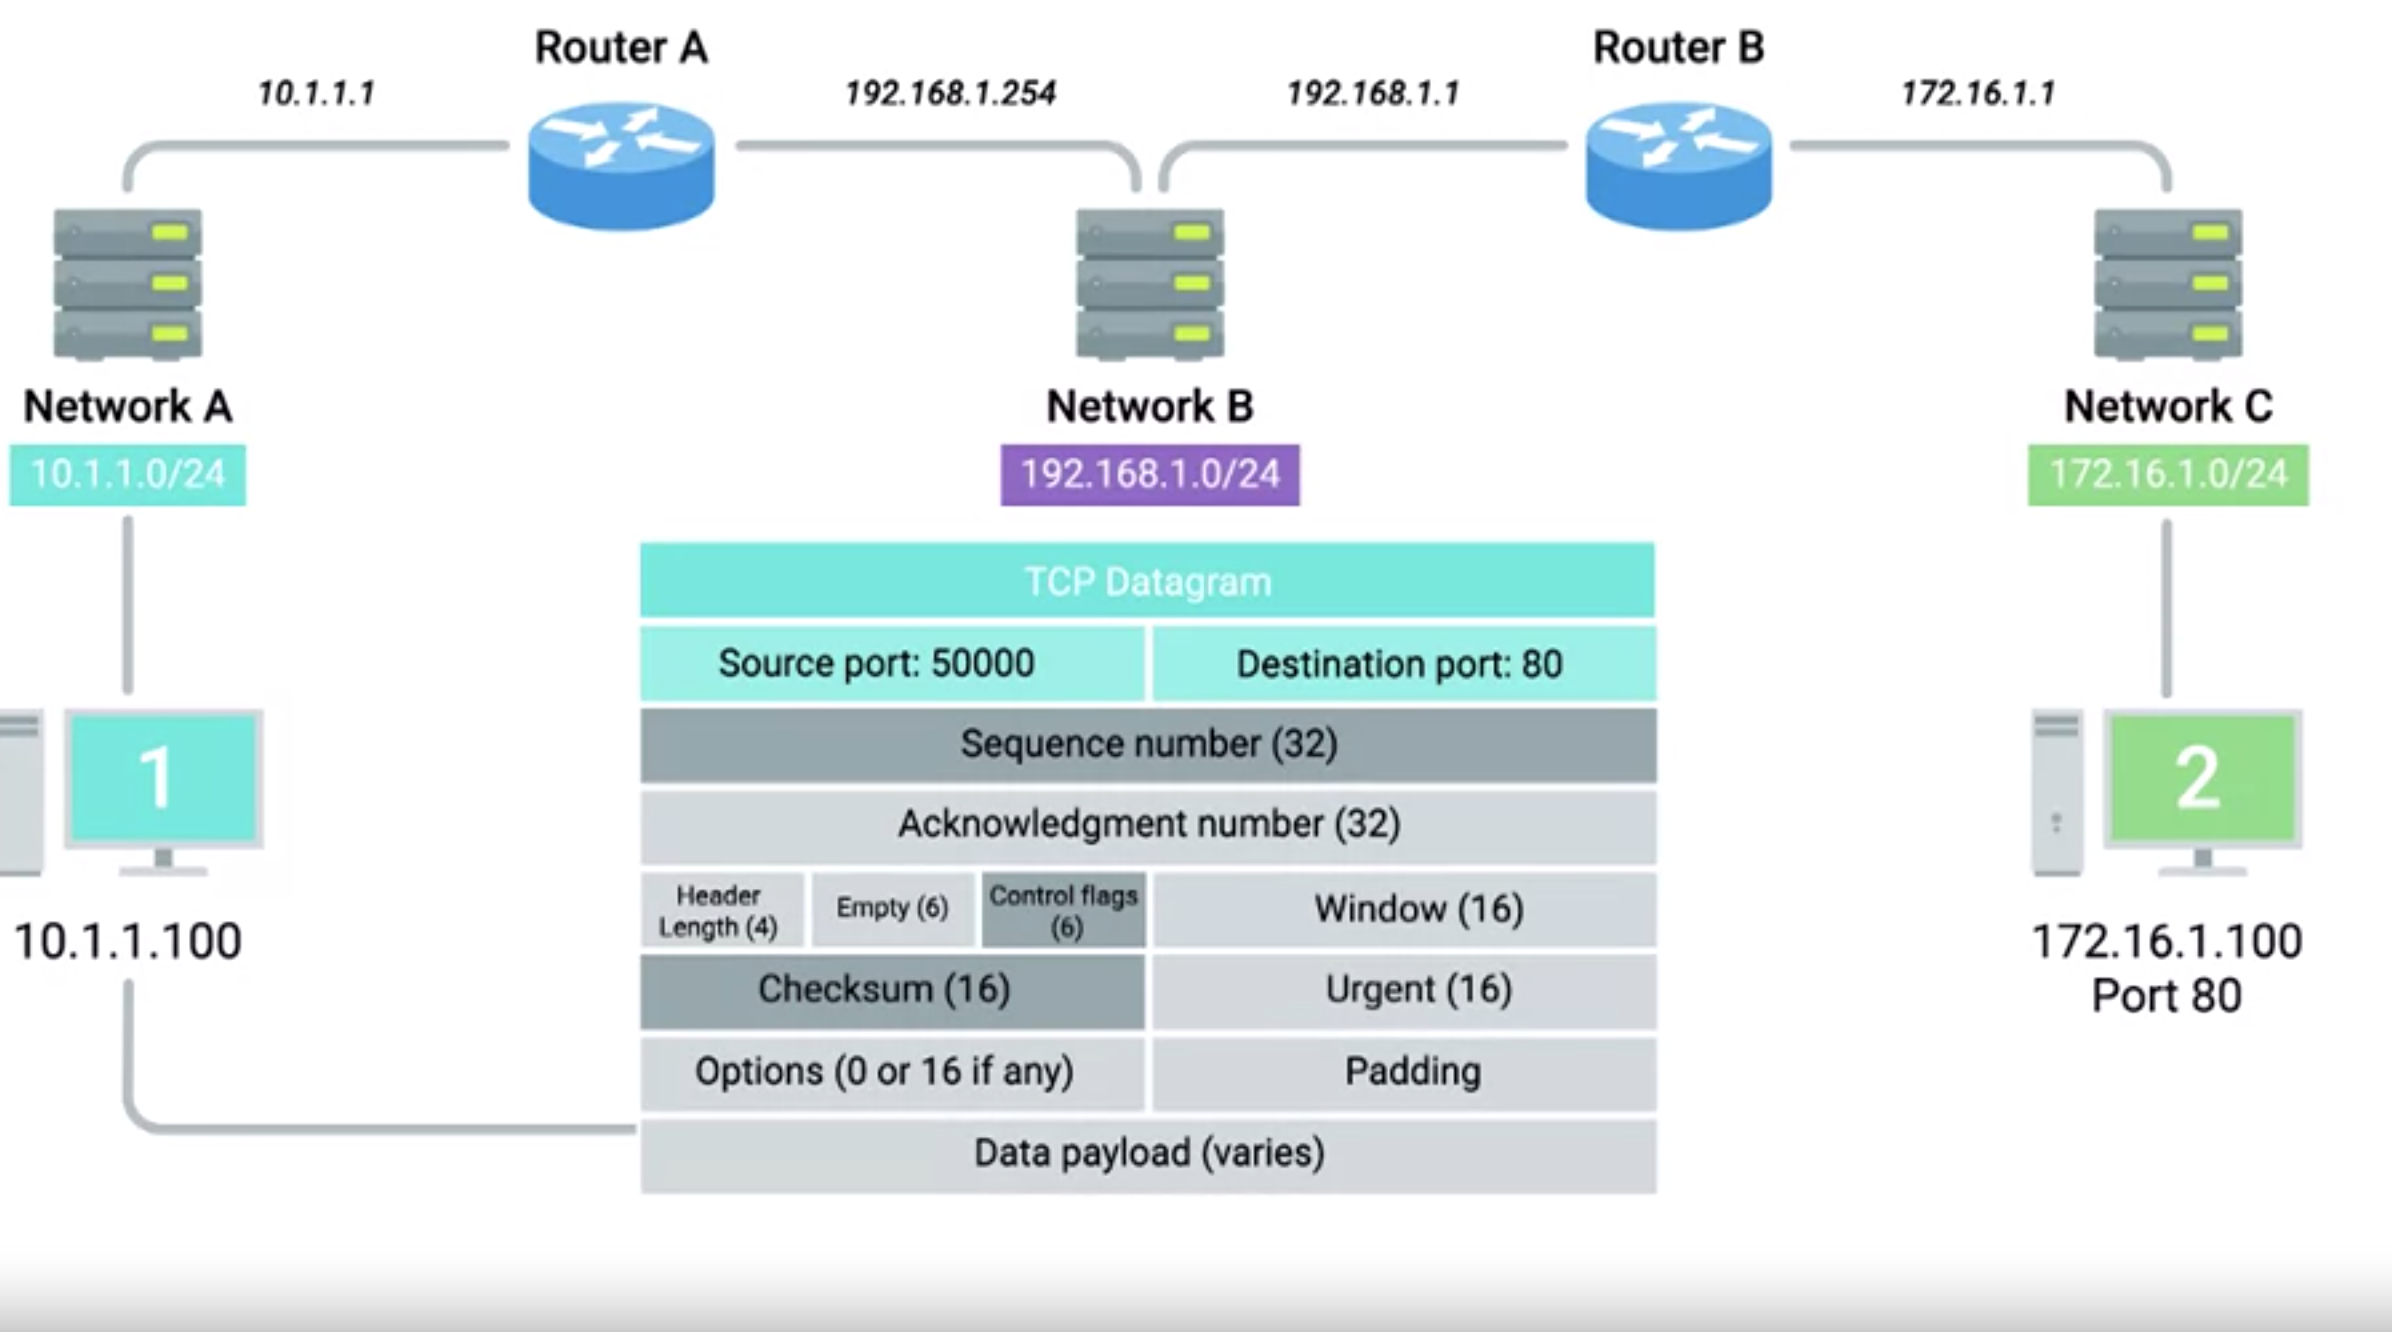 Router A
Router B
10.1.1.1
192.168.1.254
192.168.1.1
172.16.1.1
Network A
Network B
Network C
10.1.1.0/24
192.168.1.0/24
172.16.1.0/24
TCP Datagram
Source port: 50000
Destination port: 80
Sequence number (32)
Acknowledgment number (32)
Header
Length (4)
Empty (6)
Control flags
(6)
Window (16)
Checksum (16)
Urgent (16)
Options (0 or 16 if any)
Padding
Data payload (varies)
1
10.1.1.100
2
172.16.1.100
Port 80